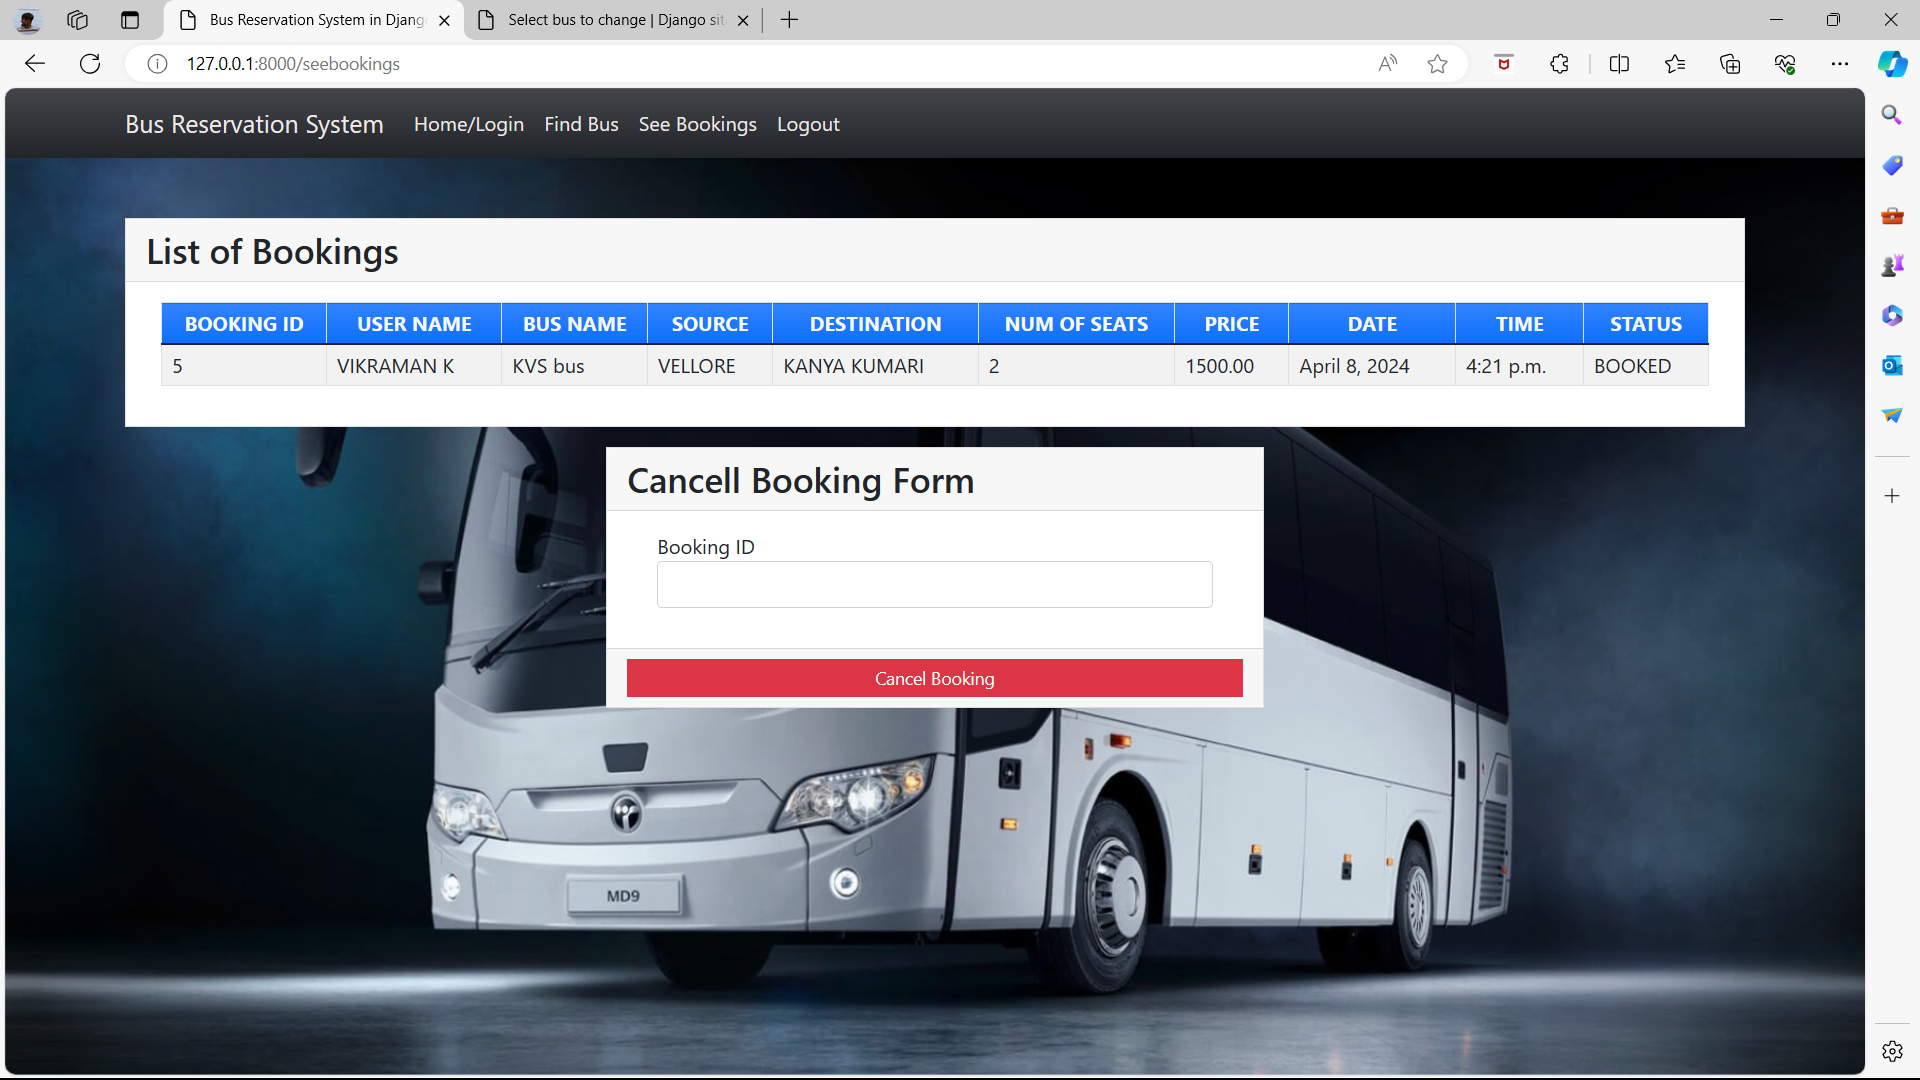 Bus Reservation System in Djang
Select bus to change | Django sit
127.0.0.1:8000/seebookings
Bus Reservation System Home/Login Find Bus See Bookings Logout
List of Bookings
BOOKING ID USER NAME BUS NAME SOURCE DESTINATION NUM OF SEATS PRICE DATE TIME STATUS
5 VIKRAMAN K KVS bus VELLORE KANYA KUMARI 2 1500.00 April 8, 2024 4:21 p.m. BOOKED
Cancell Booking Form
Booking ID
Cancel Booking
MD9